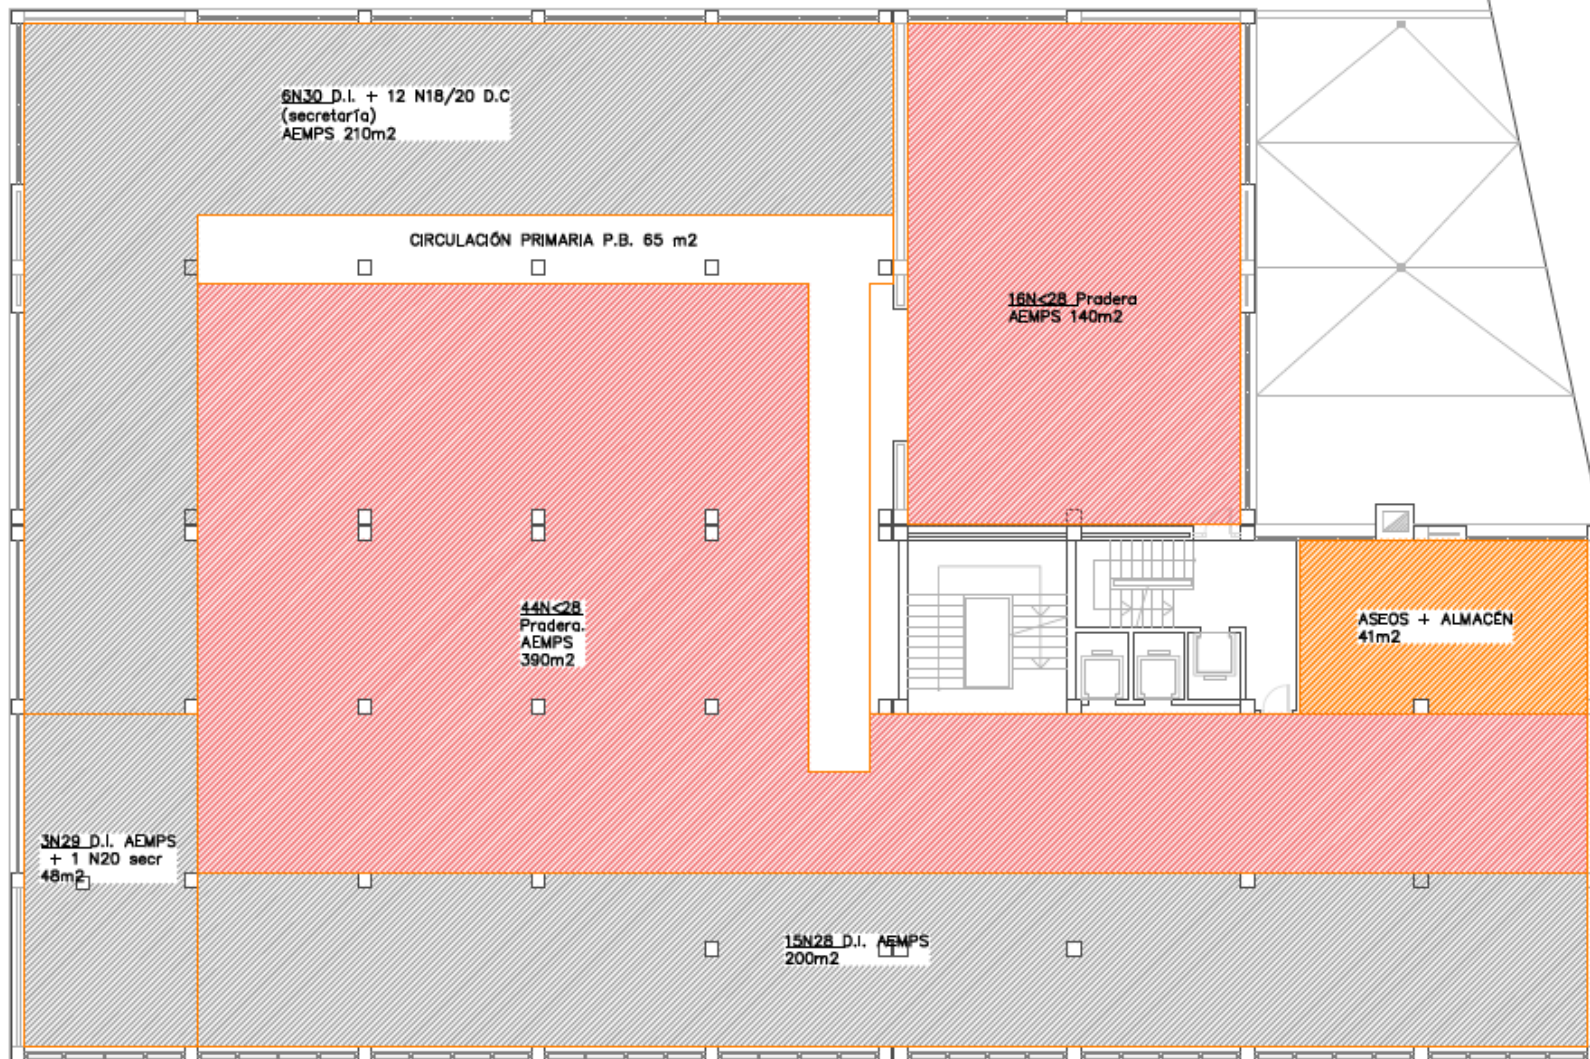 6N30 D.I. + 12 N18/20 D.C
(secretaría)
AEMPS 210m2
CIRCULACIÓN PRIMARIA P.B. 65 m2
16N<28 Pradera
AEMPS 140m2
44N<28
Pradera.
AEMPS
390m2
ASEOS + ALMACÉN
41m2
3N29 D.I. AEMPS
+ 1 N20 secr
48m2
15N28 D.I. AEMPS
200m2